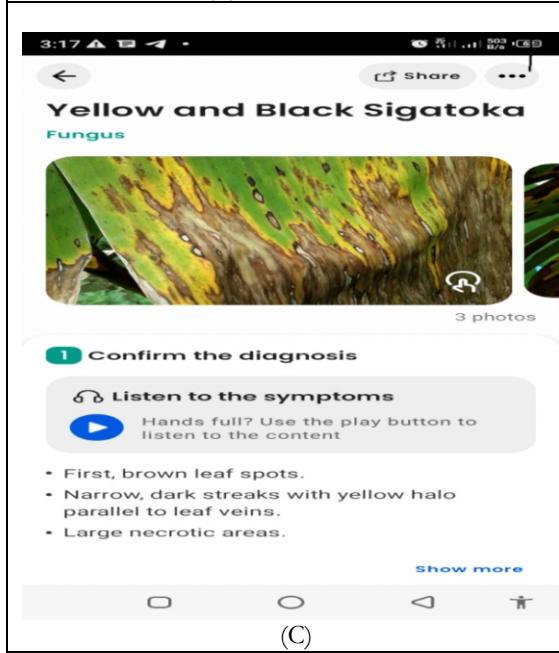 3:17
503 B/s
Share
Yellow and Black Sigatoka
Fungus
3 photos
1 Confirm the diagnosis
Listen to the symptoms
Hands full? Use the play button to
listen to the content
• First, brown leaf spots.
• Narrow, dark streaks with yellow halo
parallel to leaf veins.
• Large necrotic areas.
Show more
(C)